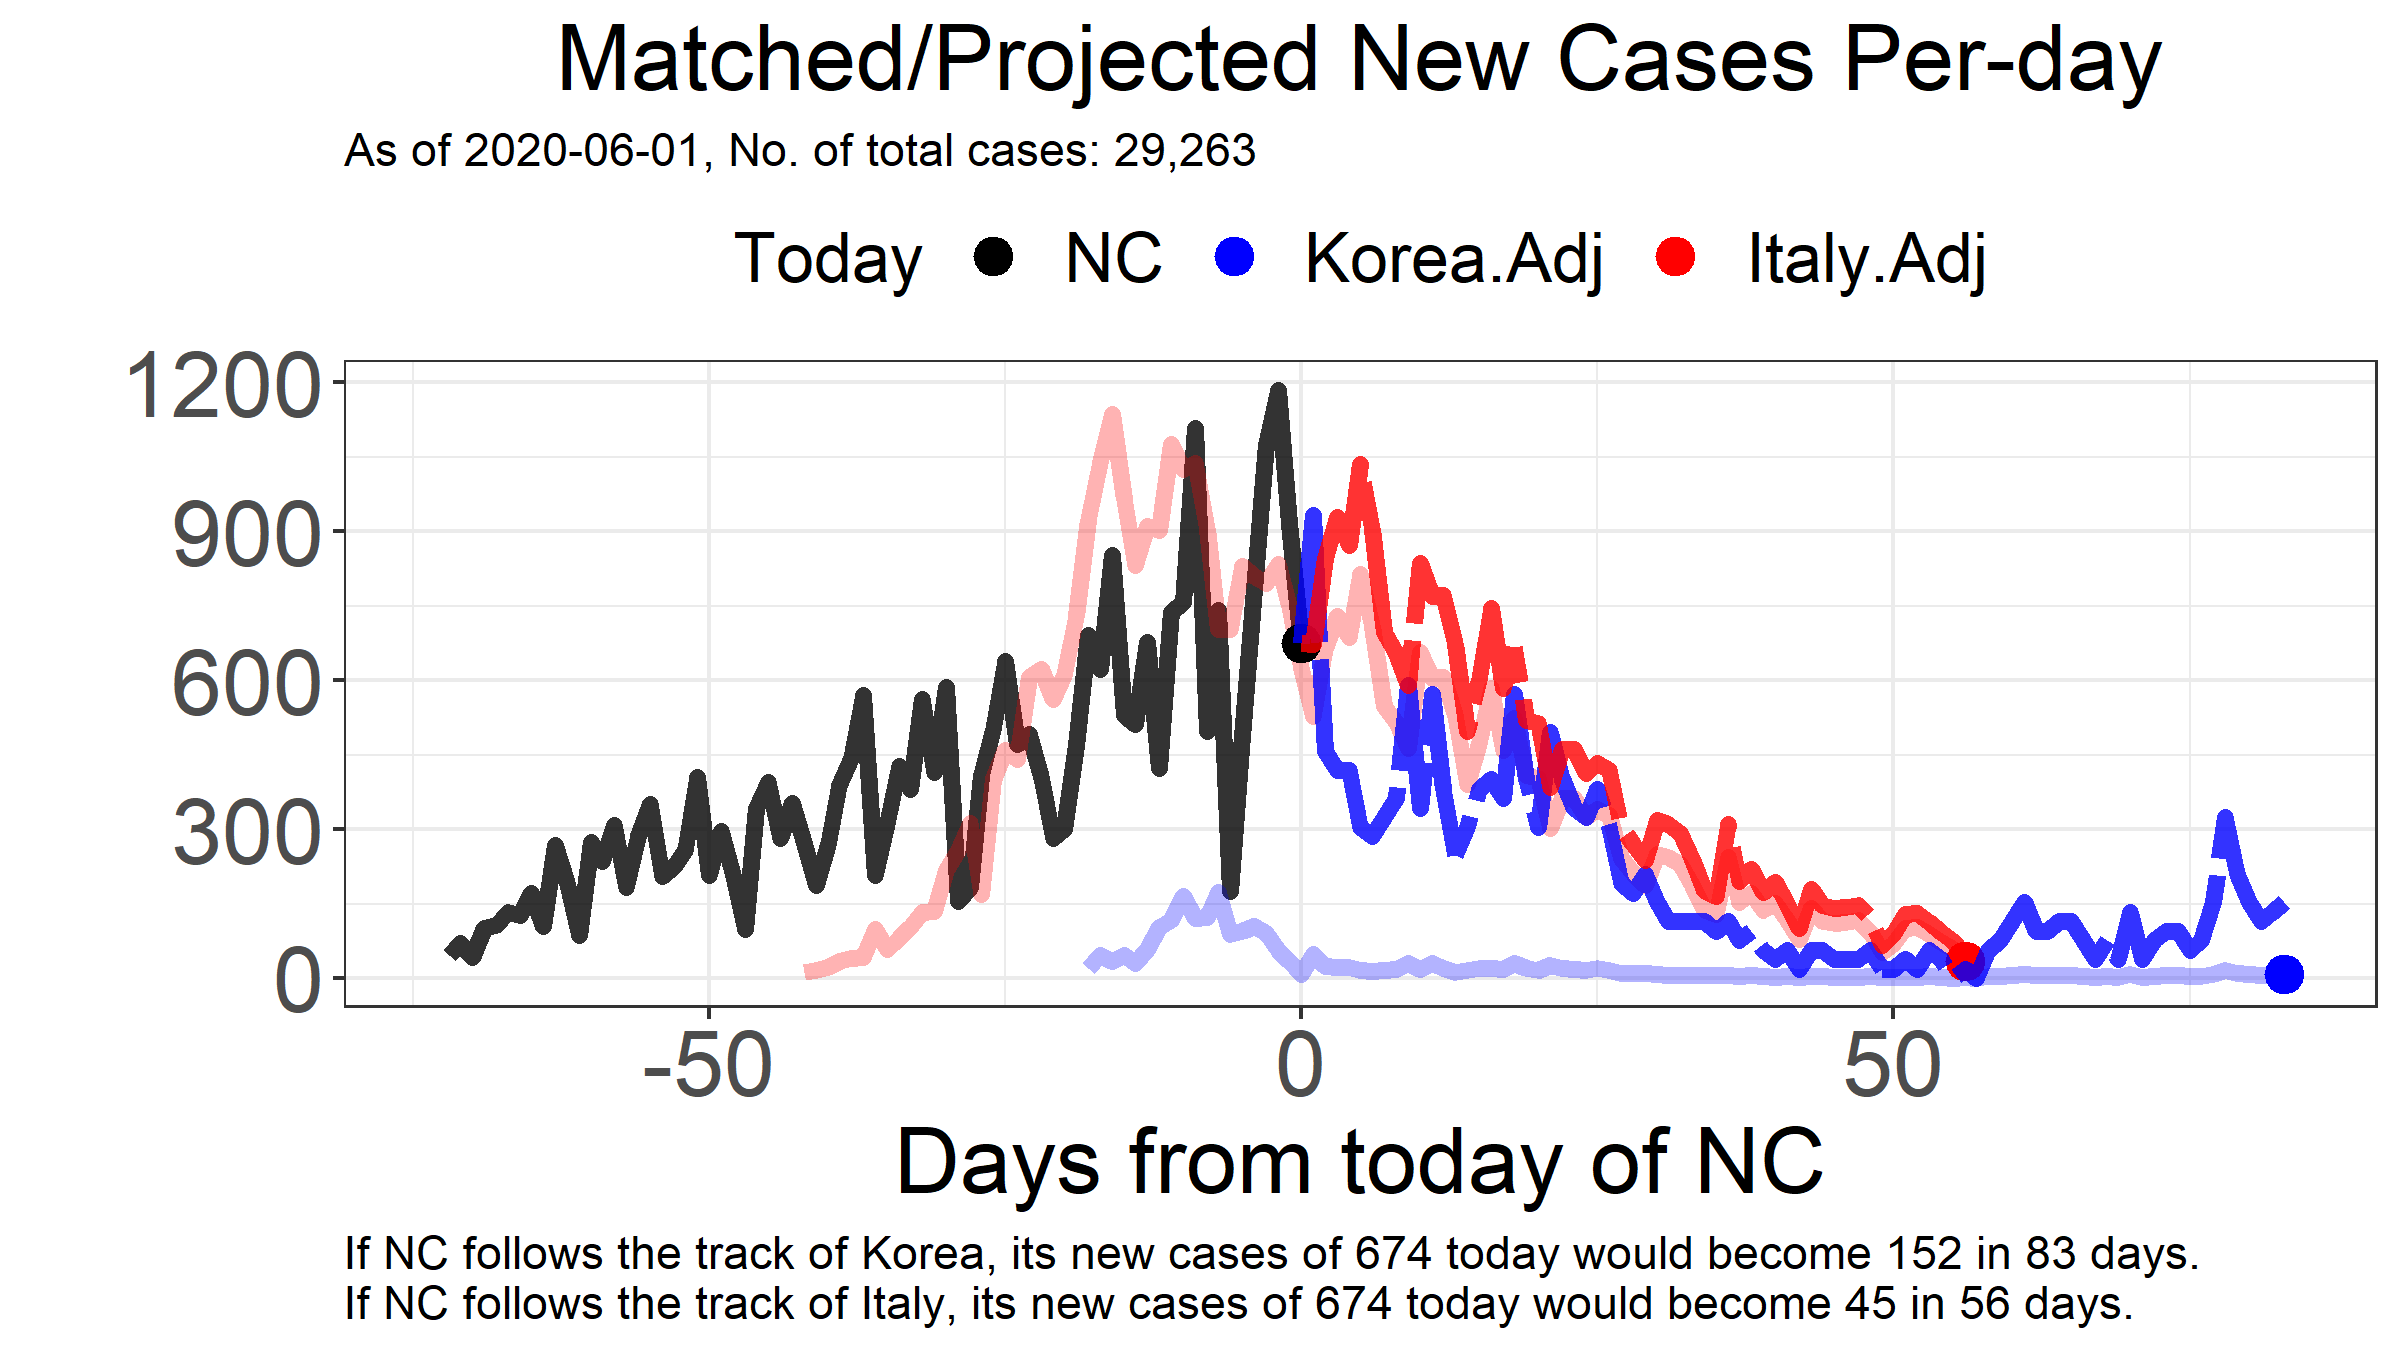 Matched/Projected New Cases Per-day
As of 2020-06-01, No. of total cases: 29,263
Today NC Korea.Adj Italy.Adj
1200
900
600
300
0
-50 0 50
Days from today of NC
If NC follows the track of Korea, its new cases of 674 today would become 152 in 83 days.
If NC follows the track of Italy, its new cases of 674 today would become 45 in 56 days.